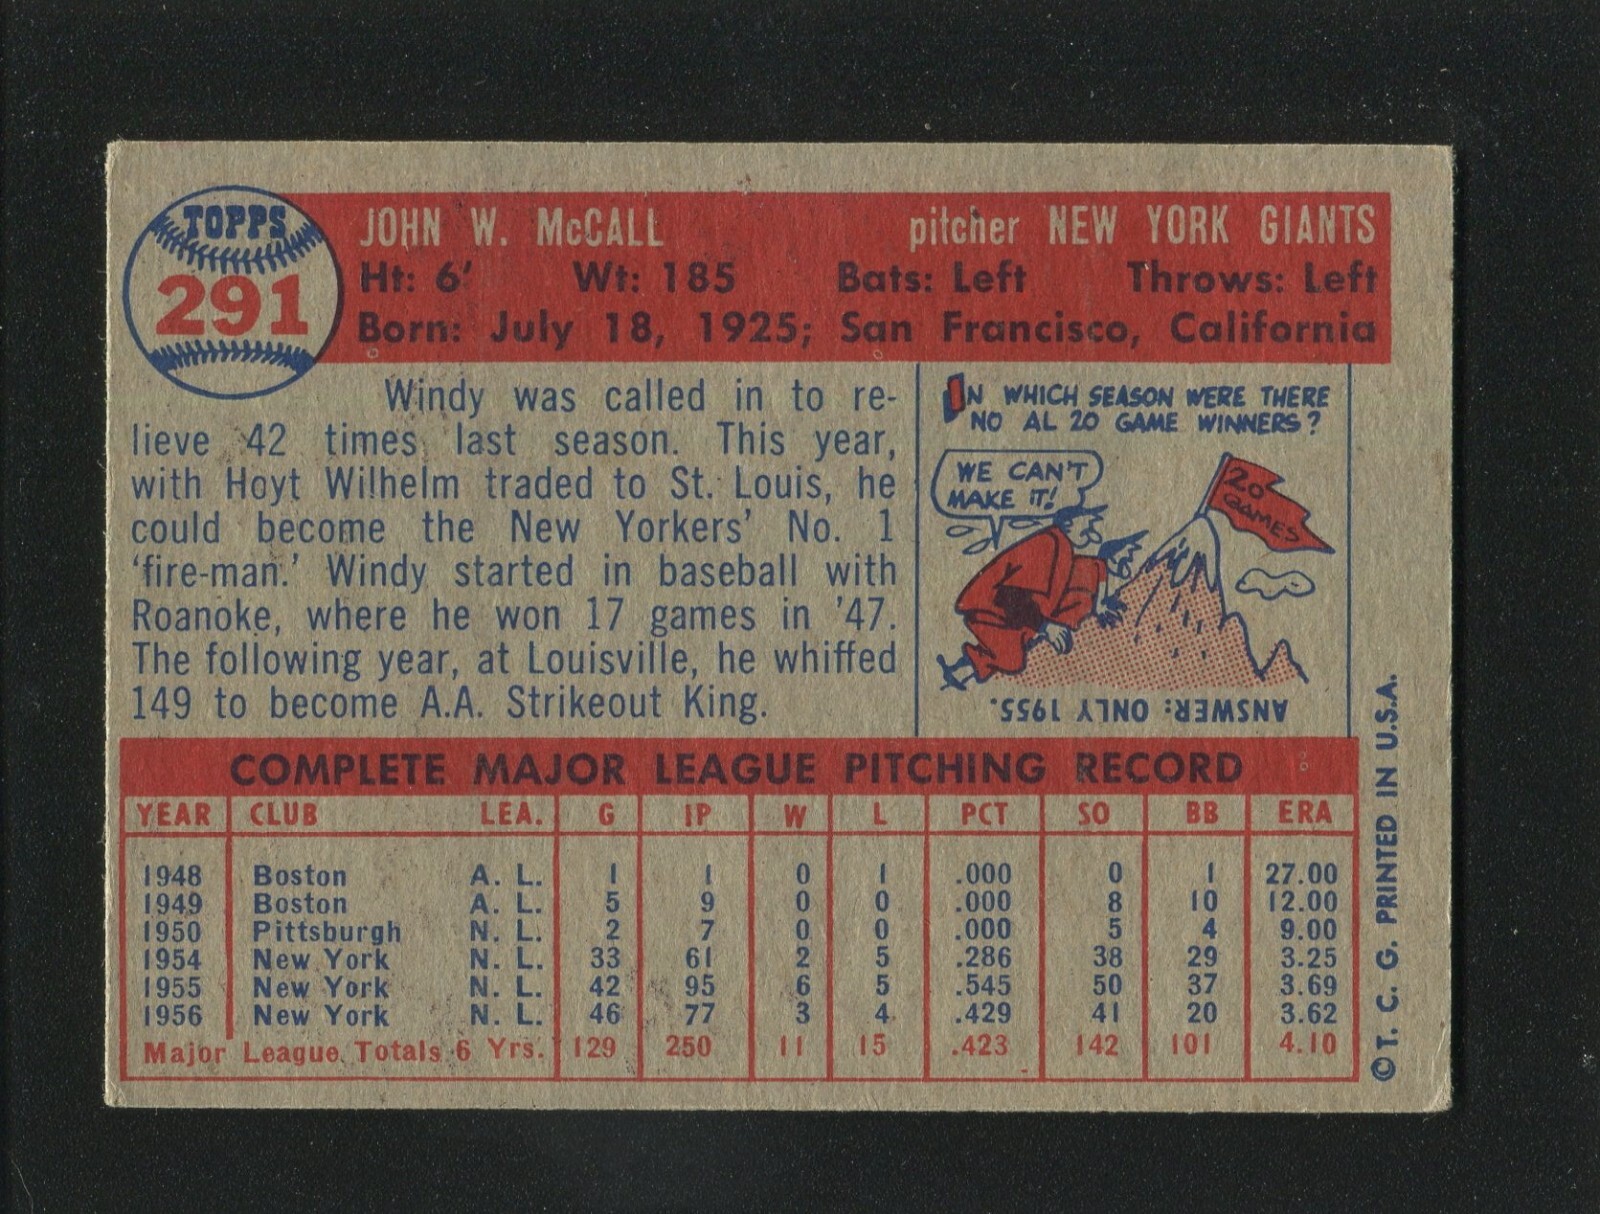 TOPPS
291
JOHN W. McCALL pitcher NEW YORK GIANTS
Ht: 6' Wt: 185 Bats: Left Throws: Left
Born: July 18, 1925; San Francisco, California
Windy was called in to re-
lieve 42 times last season. This year,
with Hoyt Wilhelm traded to St. Louis, he
could become the New Yorkers' No. 1
'fire-man.' Windy started in baseball with
Roanoke, where he won 17 games in '47.
The following year, at Louisville, he whiffed
149 to become A.A. Strikeout King.
IN WHICH SEASON WERE THERE
NO AL 20 GAME WINNERS?
WE CAN'T
MAKE IT!
20
GAMES
ANSWER: ONLY 1955.
COMPLETE MAJOR LEAGUE PITCHING RECORD
YEAR CLUB LEA. G IP W L PCT SO BB ERA
1948 Boston A. L. 1 1 0 1 .000 0 1 27.00
1949 Boston A. L. 5 9 0 0 .000 8 10 12.00
1950 Pittsburgh N. L. 2 7 0 0 .000 5 4 9.00
1954 New York N. L. 33 61 2 5 .286 38 29 3.25
1955 New York N. L. 42 95 6 5 .545 50 37 3.69
1956 New York N. L. 46 77 3 4 .429 41 20 3.62
Major League Totals 6 Yrs. 129 250 11 15 .423 142 101 4.10
© T. C. G. PRINTED IN U.S.A.